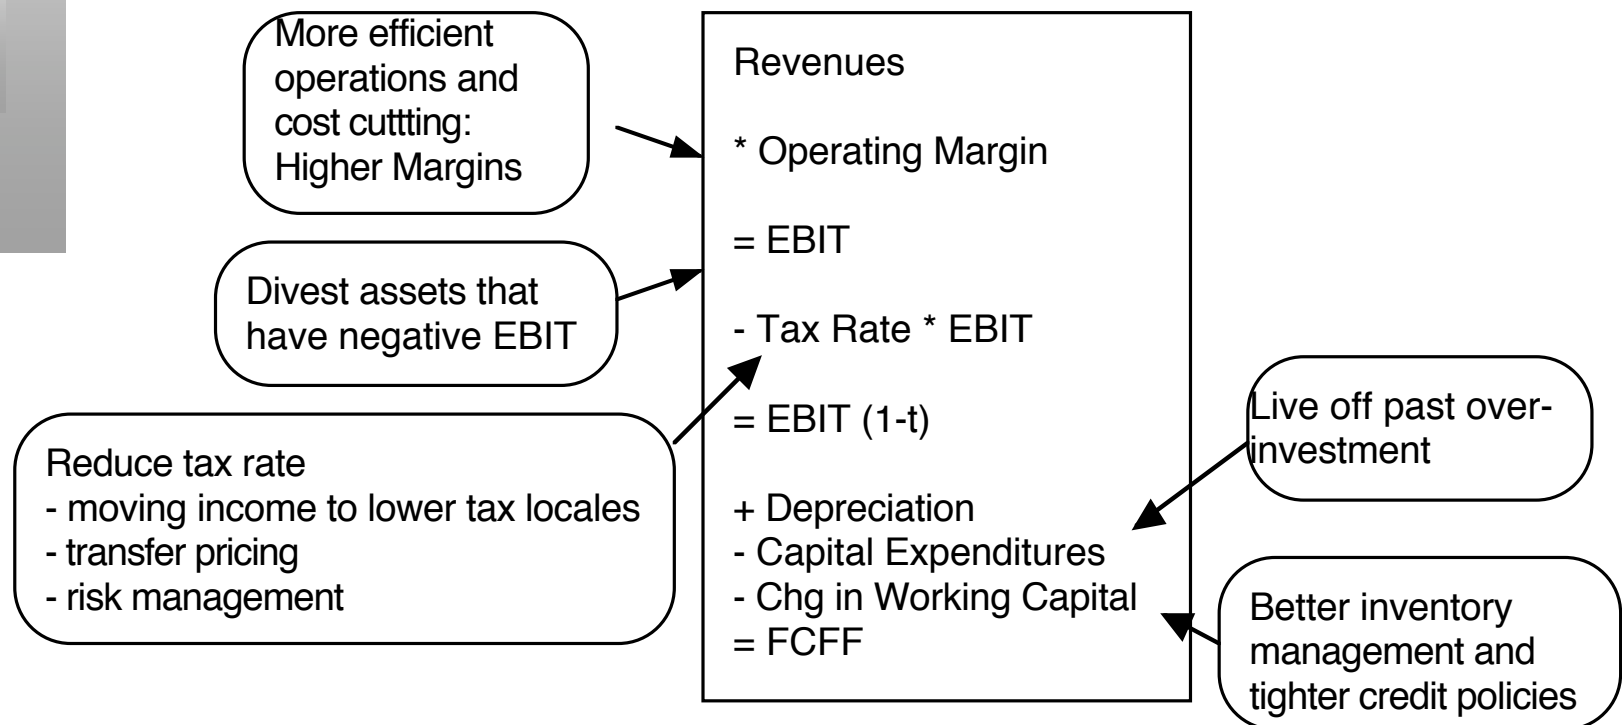 More efficient
operations and
cost cuttting:
Higher Margins
Divest assets that
have negative EBIT
Reduce tax rate
- moving income to lower tax locales
- transfer pricing
- risk management
Revenues
* Operating Margin
= EBIT
- Tax Rate * EBIT
= EBIT (1-t)
+ Depreciation
- Capital Expenditures
- Chg in Working Capital
= FCFF
Live off past over-
investment
Better inventory
management and
tighter credit policies